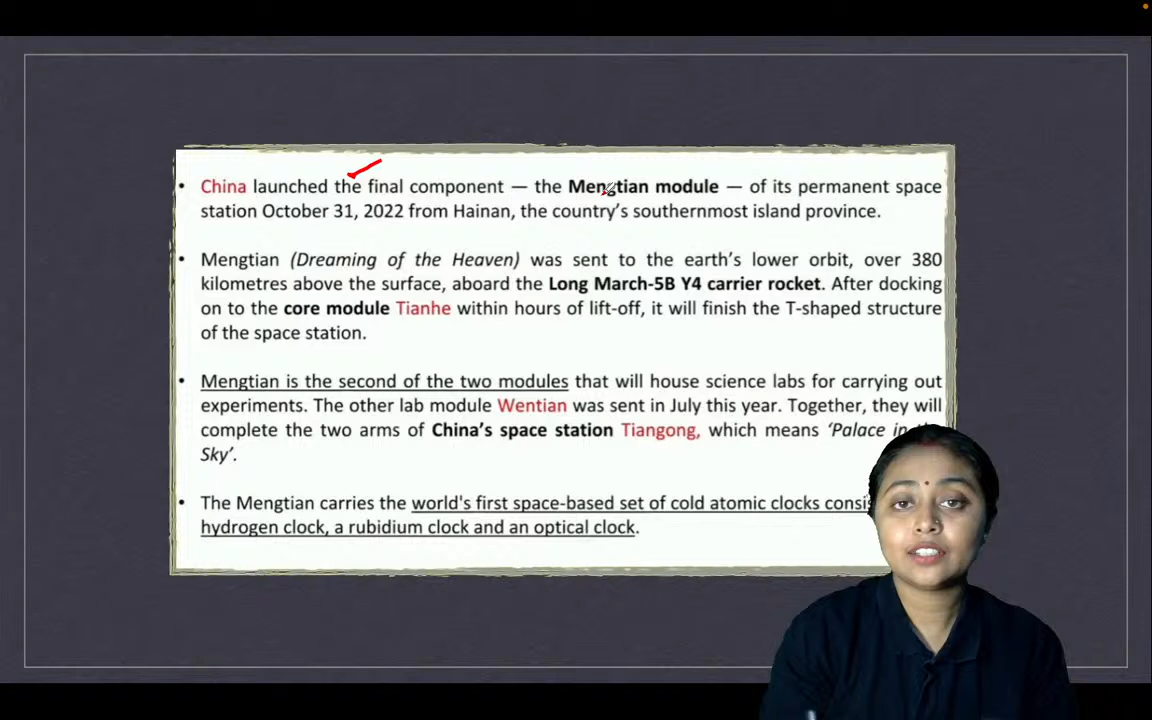 • China launched the final component — the Mengtian module — of its permanent space
station October 31, 2022 from Hainan, the country's southernmost island province.
• Mengtian (Dreaming of the Heaven) was sent to the earth's lower orbit, over 380
kilometres above the surface, aboard the Long March-5B Y4 carrier rocket. After docking
on to the core module Tianhe within hours of lift-off, it will finish the T-shaped structure
of the space station.
• Mengtian is the second of the two modules that will house science labs for carrying out
experiments. The other lab module Wentian was sent in July this year. Together, they will
complete the two arms of China's space station Tiangong, which means 'Palace in
Sky'.
• The Mengtian carries the world's first space-based set of cold atomic clocks
hydrogen clock, a rubidium clock and an optical clock.